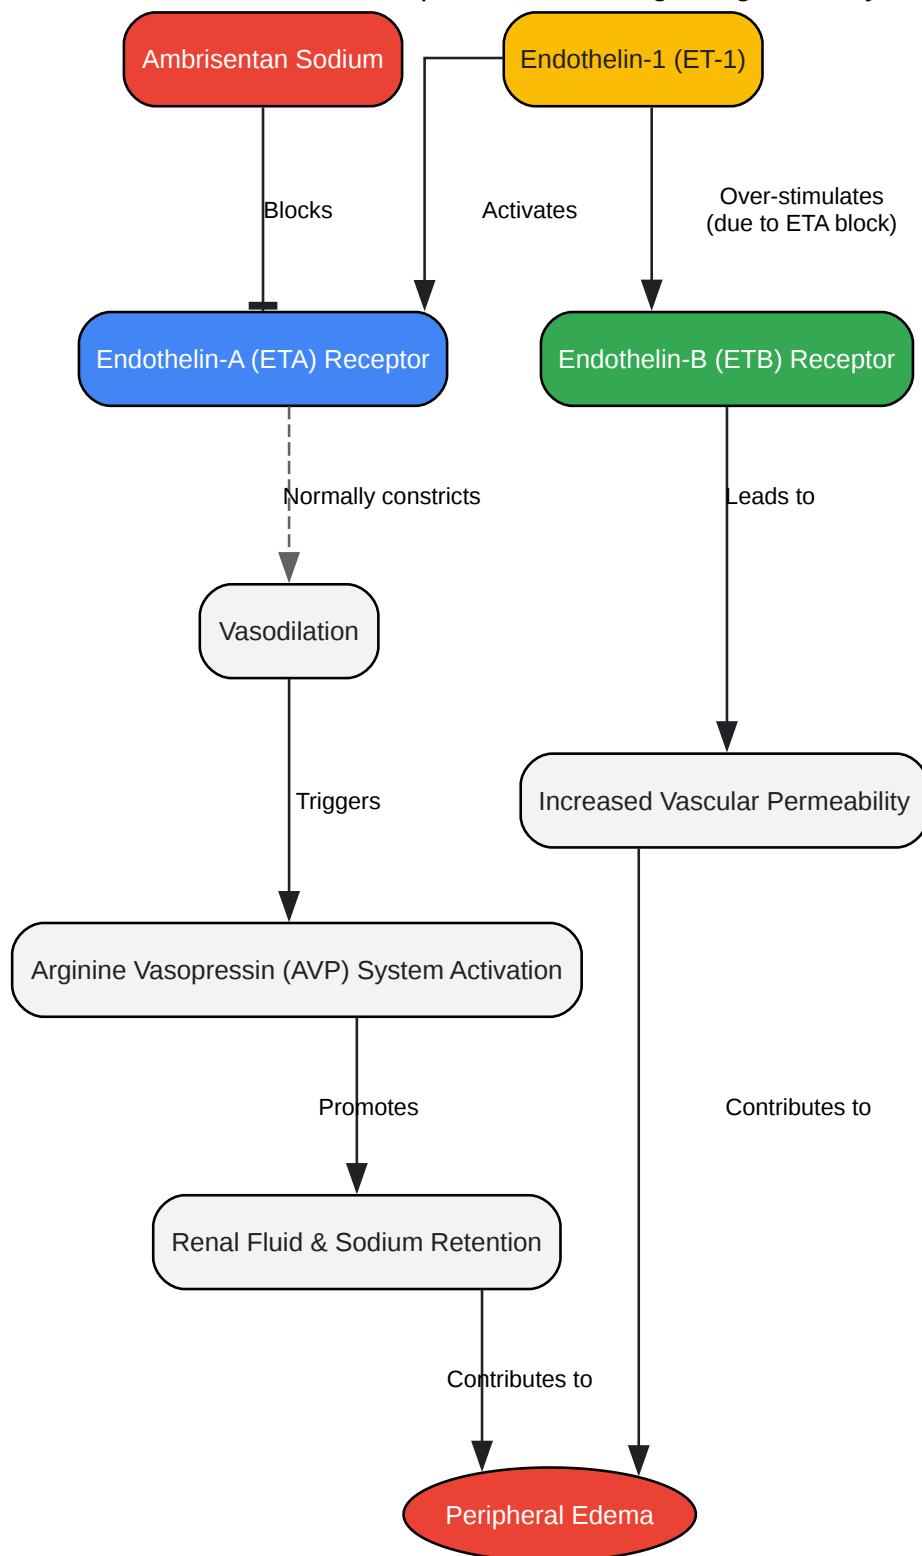 Ambrisentan Sodium
Endothelin-1 (ET-1)
Blocks
Activates
Over-stimulates
(due to ETA block)
Endothelin-A (ETA) Receptor
Endothelin-B (ETB) Receptor
Normally constricts
Leads to
Vasodilation
Triggers
Increased Vascular Permeability
Arginine Vasopressin (AVP) System Activation
Promotes
Contributes to
Renal Fluid & Sodium Retention
Contributes to
Peripheral Edema